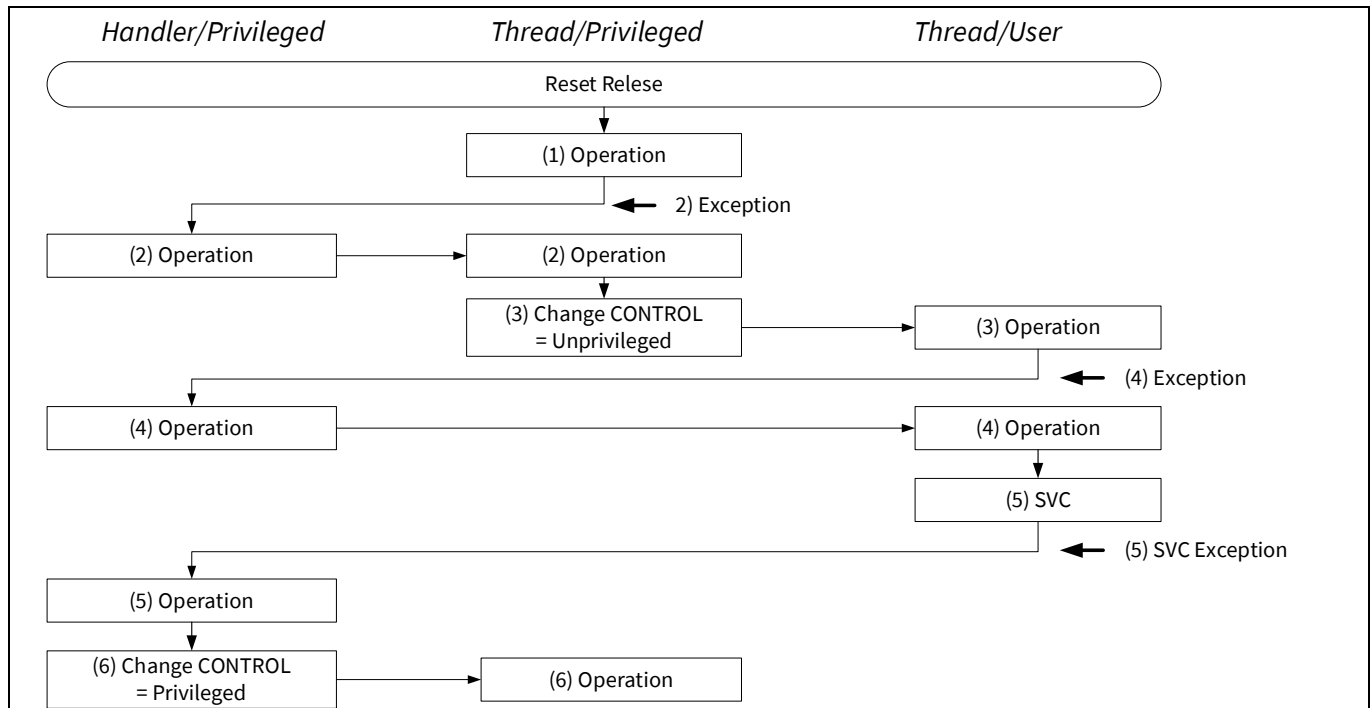 Handler/Privileged Thread/Privileged Thread/User
Reset Relese
(1) Operation
2) Exception
(2) Operation (2) Operation
(3) Change CONTROL
= Unprivileged
(3) Operation
(4) Exception
(4) Operation (4) Operation
(5) SVC
(5) SVC Exception
(5) Operation
(6) Change CONTROL
= Privileged
(6) Operation